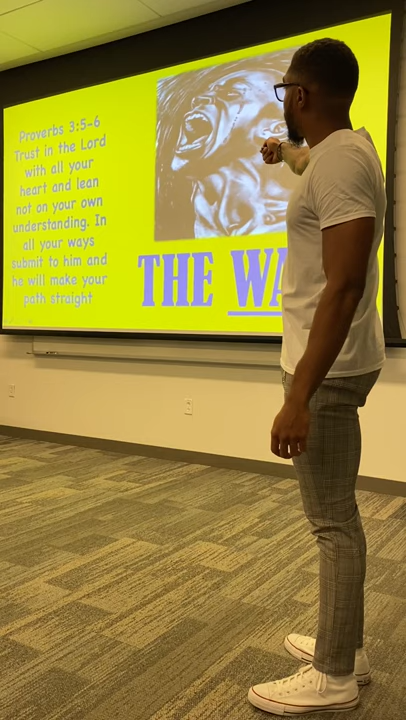 Proverbs 3:5-6
Trust in the Lord
with all your
heart and lean
not on your own
understanding. In
all your ways
submit to him and
he will make your
path straight
THE